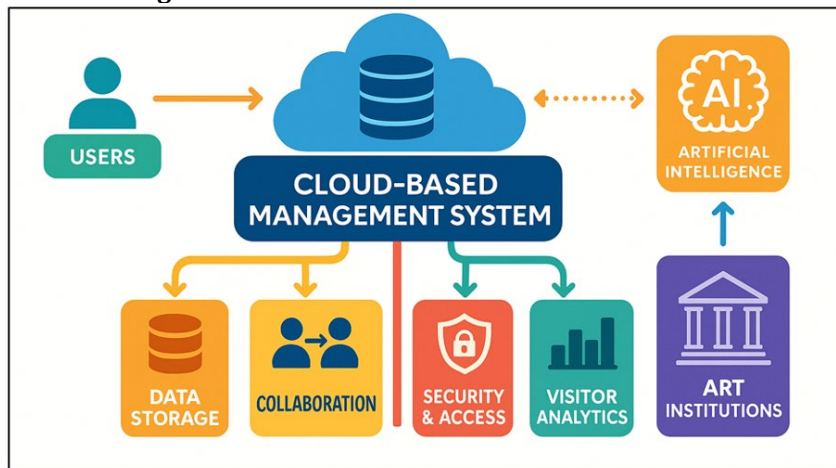 USERS
CLOUD-BASED
MANAGEMENT SYSTEM
AI
ARTIFICIAL
INTELLIGENCE
DATA
STORAGE
COLLABORATION
SECURITY
& ACCESS
VISITOR
ANALYTICS
ART
INSTITUTIONS